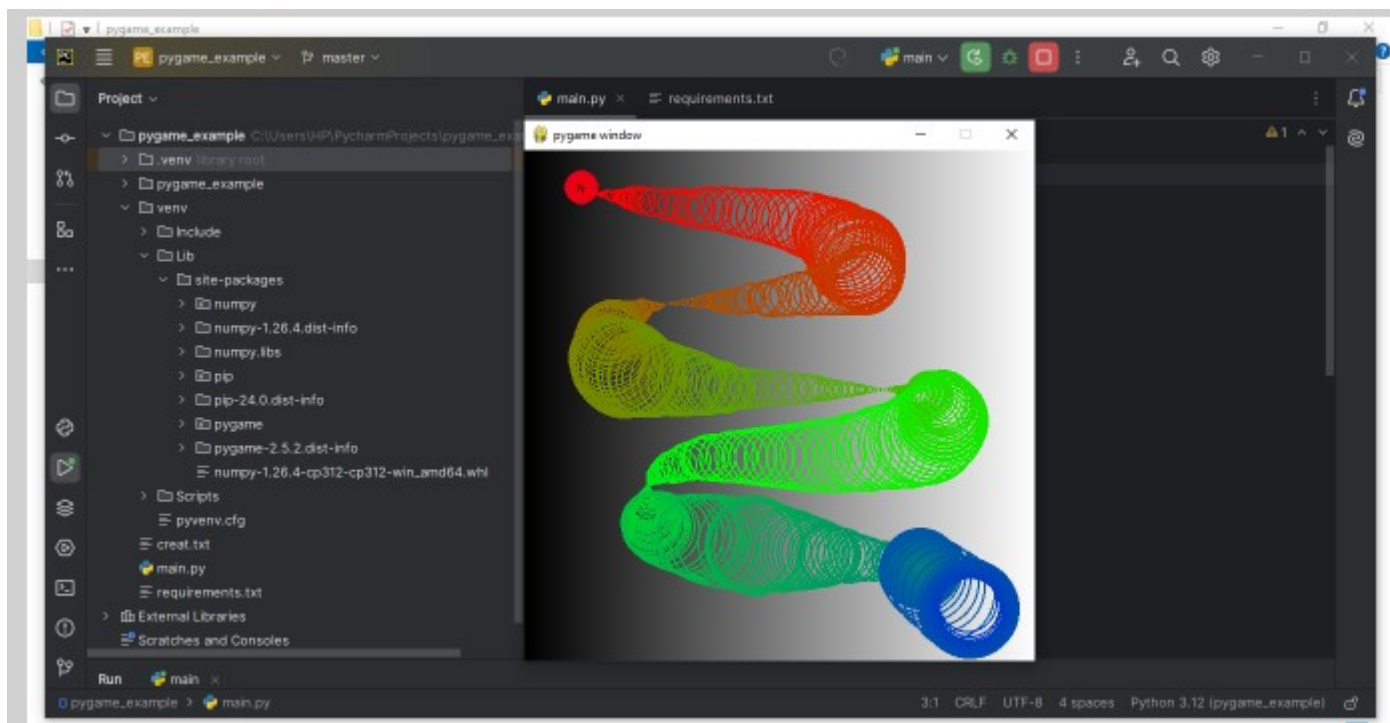 pygame_example
PE pygame_example master main
Project main.py requirements.txt
pygame_example C:\Users\HP\PycharmProjects\pygame_exa
pygame window
1
.venv library root
pygame_example
venv
Include
Lib
site-packages
numpy
numpy-1.26.4.dist-info
numpy.libs
pip
pip-24.0.dist-info
pygame
pygame-2.5.2.dist-info
numpy-1.26.4-cp312-cp312-win_amd64.whl
Scripts
pyvenv.cfg
creat.txt
main.py
requirements.txt
External Libraries
Scratches and Consoles
Run main
pygame_example > main.py 3:1 CRLF UTF-8 4 spaces Python 3.12 (pygame_example)